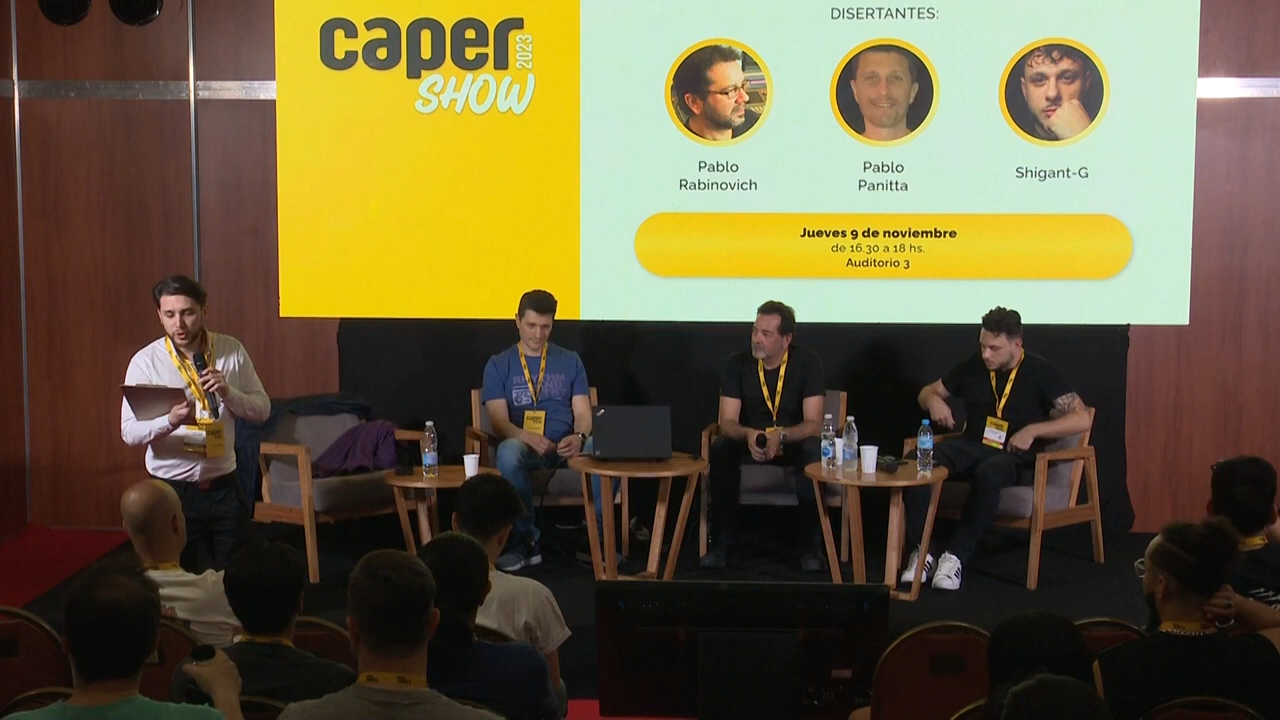 caper
2023
SHOW
DISERTANTES:
Pablo
Rabinovich
Pablo
Panitta
Shigant-G
Jueves 9 de noviembre
de 16.30 a 18 hs.
Auditorio 3
caper